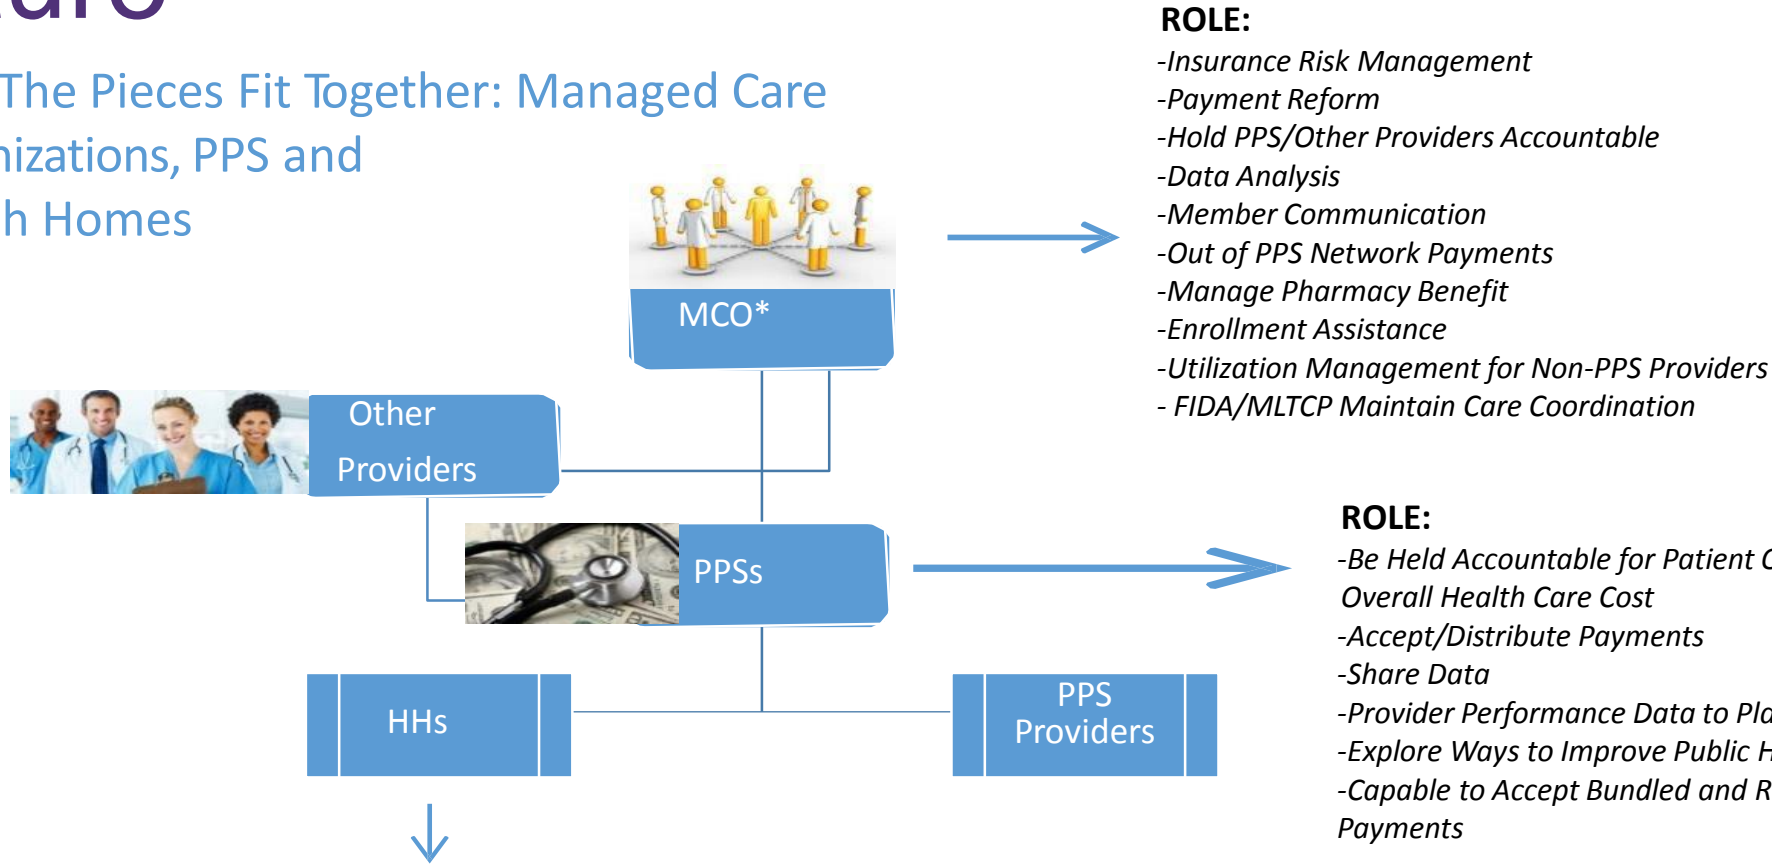 The Pieces Fit Together: Managed Care
PPS and
Homes
MCO*
Other
Providers
PPSs
HHs
PPS
Providers
ROLE:
-Insurance Risk Management
-Payment Reform
-Hold PPS/Other Providers Accountable
-Data Analysis
-Member Communication
-Out of PPS Network Payments
-Manage Pharmacy Benefit
-Enrollment Assistance
-Utilization Management for Non-PPS Providers
- FIDA/MLTCP Maintain Care Coordination
ROLE:
-Be Held Accountable for Patient
Overall Health Care Cost
-Accept/Distribute Payments
-Share Data
-Provider Performance Data to
-Explore Ways to Improve Public
-Capable to Accept Bundled and
Payments